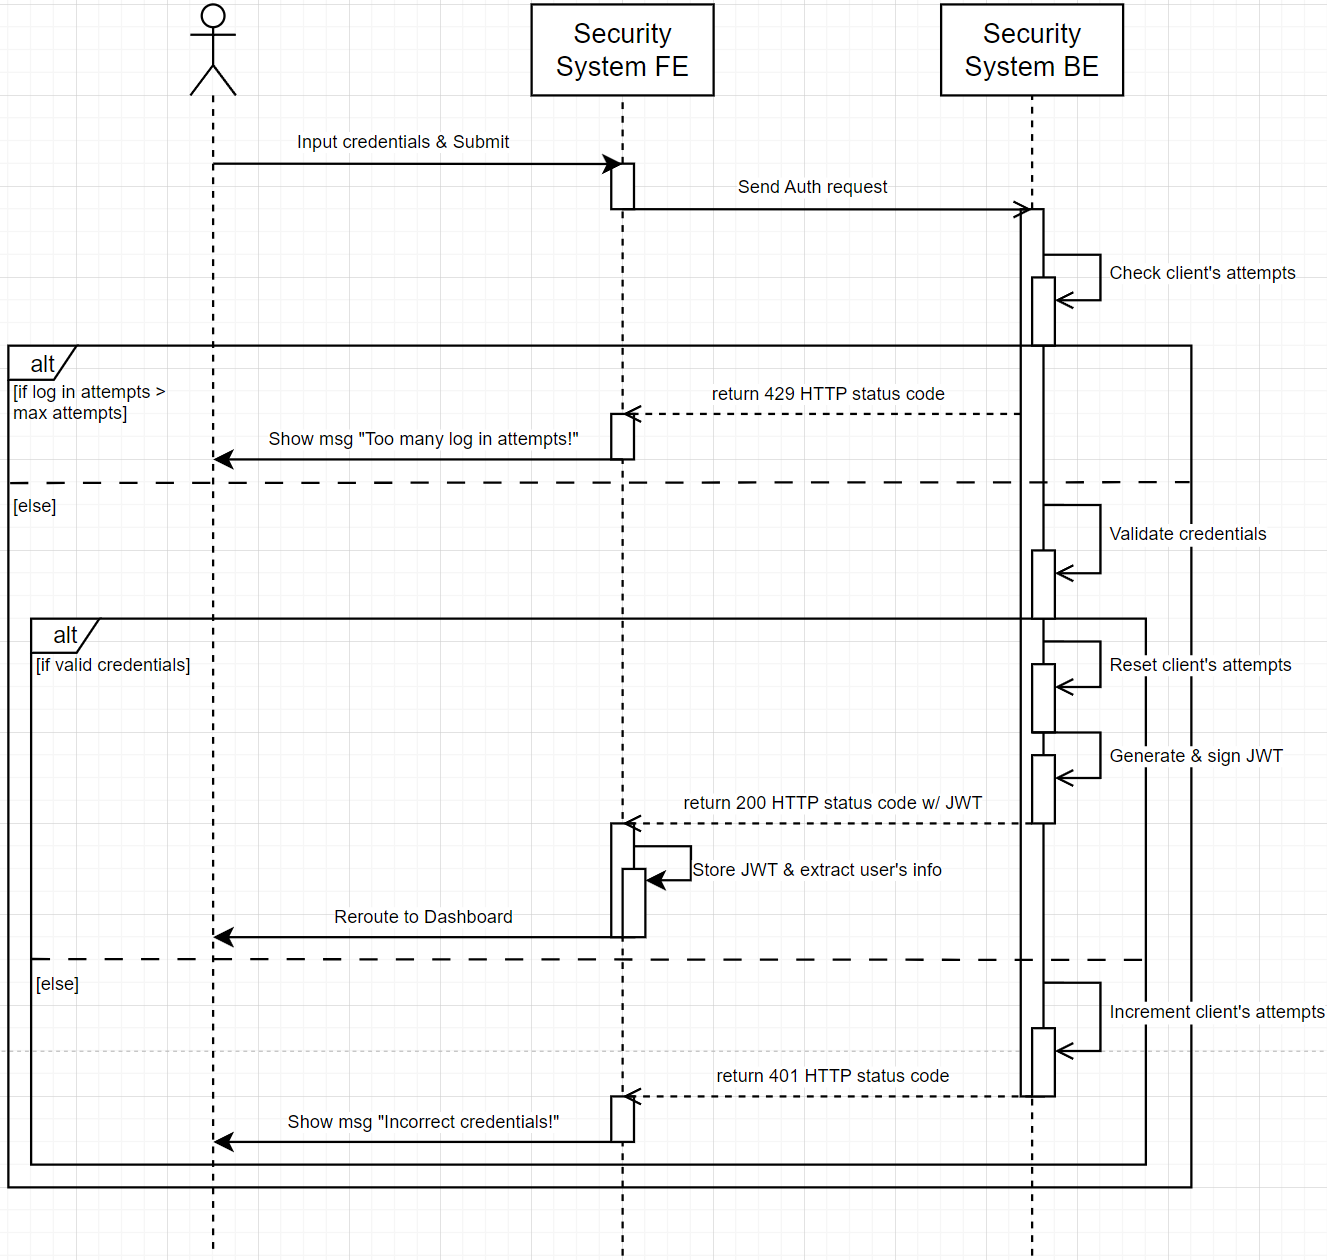 Security
System FE
Security
System BE
Input credentials & Submit
Send Auth request
Check client's attempts
alt
[if log in attempts >
max attempts]
return 429 HTTP status code
Show msg "Too many log in attempts!"
[else]
Validate credentials
alt
[if valid credentials]
Reset client's attempts
Generate & sign JWT
return 200 HTTP status code w/ JWT
Store JWT & extract user's info
Reroute to Dashboard
[else]
Increment client's attempts
return 401 HTTP status code
Show msg "Incorrect credentials!"